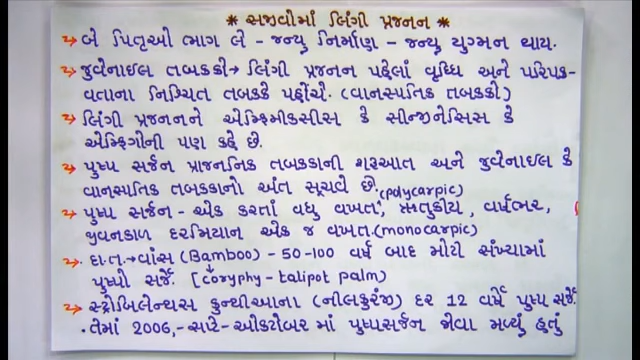 * સજીવોમાં લિંગી પ્રજનન *
→ બે પિતૃઓ ભાગ લે - જન્યુ નિર્માણ - જન્યુ યુગ્મન થાય.
→ જુવેનાઈલ તબક્કો → લિંગી પ્રજનન પહેલાં વૃધ્ધિ અને પરિપક-
વતાના નિશ્ચિત તબક્કે પહોંચે. (વાનસ્પતિક તબક્કો)
→ લિંગી પ્રજનનને એમ્ફિમીક્સીસ કે સીન્જીનેસિસ કે
એમ્ફિગોની પણ કહે છે.
→ પુષ્પ સર્જન પ્રાજનનિક તબક્કાની શરૂઆત અને જુવેનાઈલ કે
વાનસ્પતિક તબક્કાનો અંત સૂચવે છે. (polycarpic)
→ પુષ્પ સર્જન - એક કરતાં વધુ વખત, ઋતુકીય, વર્ષભર,
જીવનકાળ દરમિયાન એક જ વખત. (monocarpic)
→ દા.ત → વાંસ (Bamboo) - 50-100 વર્ષ બાદ મોટી સંખ્યામાં
પુષ્પો સર્જે. [coryphy - talipot palm)
→ સ્ટ્રોબિલેન્થસ કુન્થીઆના (નીલકુરંજી) દર 12 વર્ષે પુષ્પ સર્જે
. તેમાં 2006,- સપ્ટે - ઓક્ટોબર માં પુષ્પસર્જન જોવા મળ્યું હતું